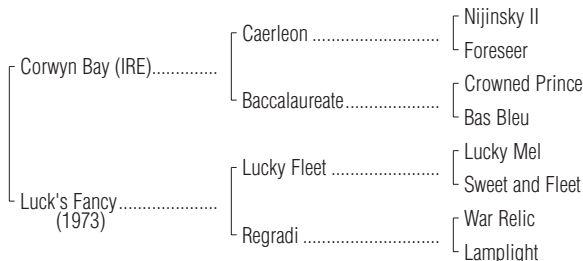 Nijinsky II
Caerleon ........................
Foreseer
Corwyn Bay (IRE).............
Crowned Prince
Baccalaureate..................
Bas Bleu
Lucky Mel
Lucky Fleet .....................
Sweet and Fleet
Luck's Fancy...................
(1973)
War Relic
Regradi ..........................
Lamplight